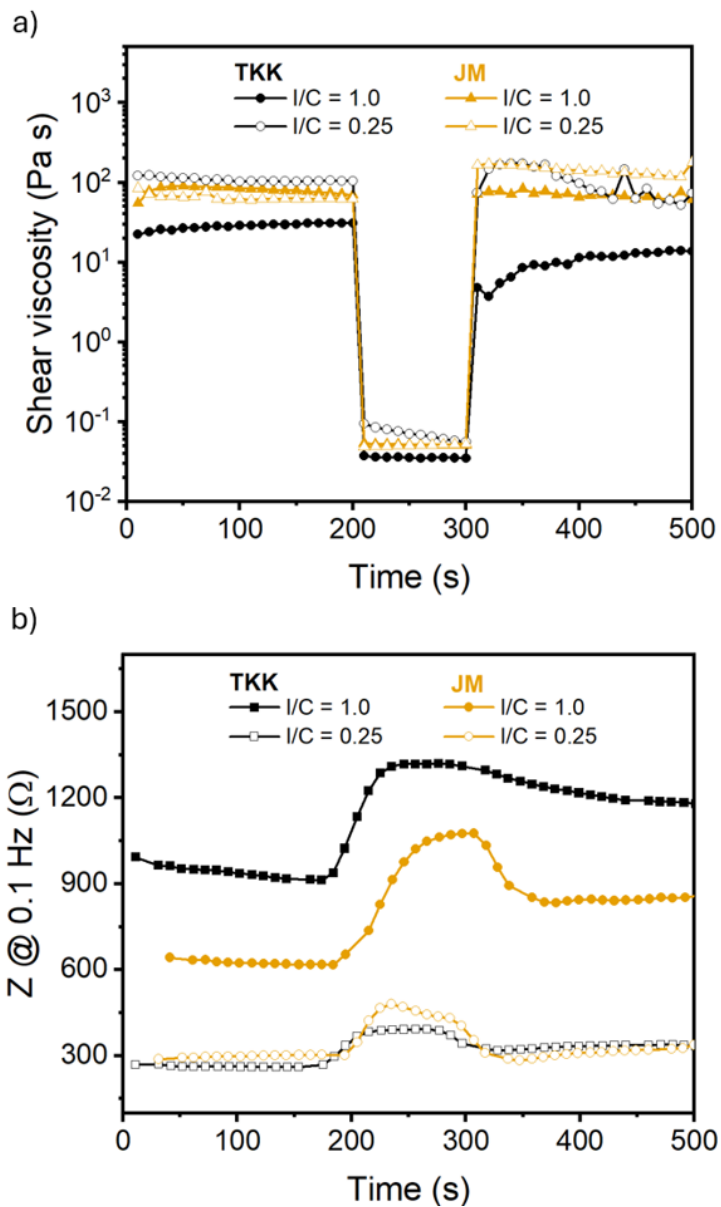 a)
TKK JM
I/C = 1.0 I/C = 1.0
I/C = 0.25 I/C = 0.25
10³
10²
10¹
10⁰
10⁻¹
10⁻²
Shear viscosity (Pa s)
0 100 200 300 400 500
Time (s)
b)
TKK JM
I/C = 1.0 I/C = 1.0
I/C = 0.25 I/C = 0.25
1500
1200
900
600
300
Z @ 0.1 Hz (Ω)
0 100 200 300 400 500
Time (s)